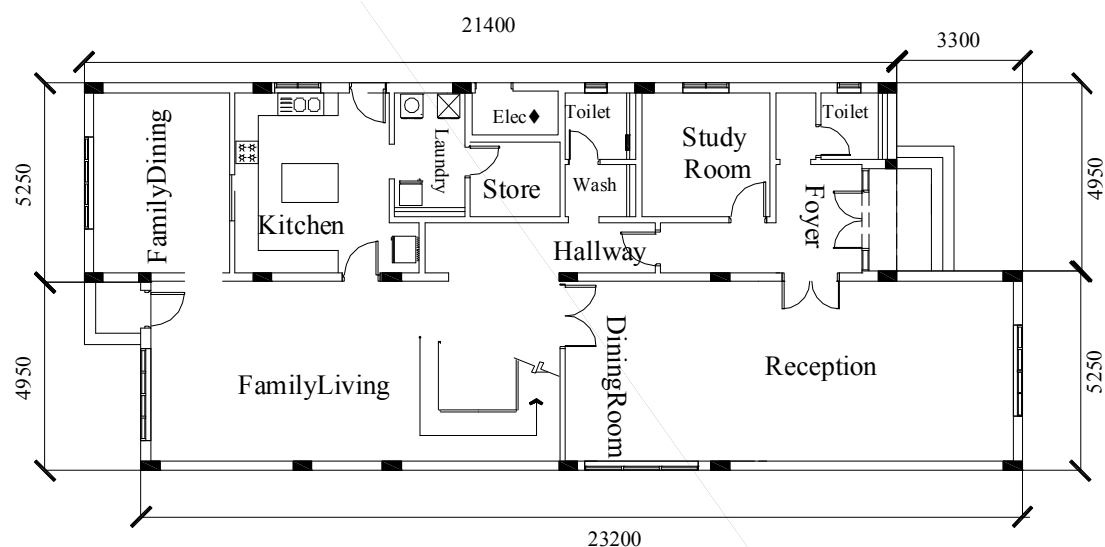 21400
3300
Elec
Toilet
Toilet
Study
Room
FamilyDining
Laundry
Store
Wash
Kitchen
Foyer
Hallway
5250
4950
4950
5250
FamilyLiving
DiningRoom
Reception
23200